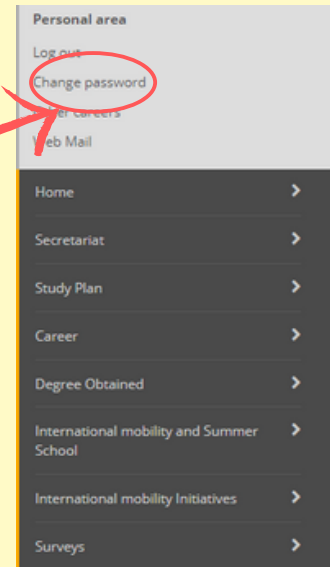 Personal area
Log out
Change password
careers
Web Mail
Home
Secretariat
Study Plan
Career
Degree Obtained
International mobility and Summer
School
International mobility Initiatives
Surveys